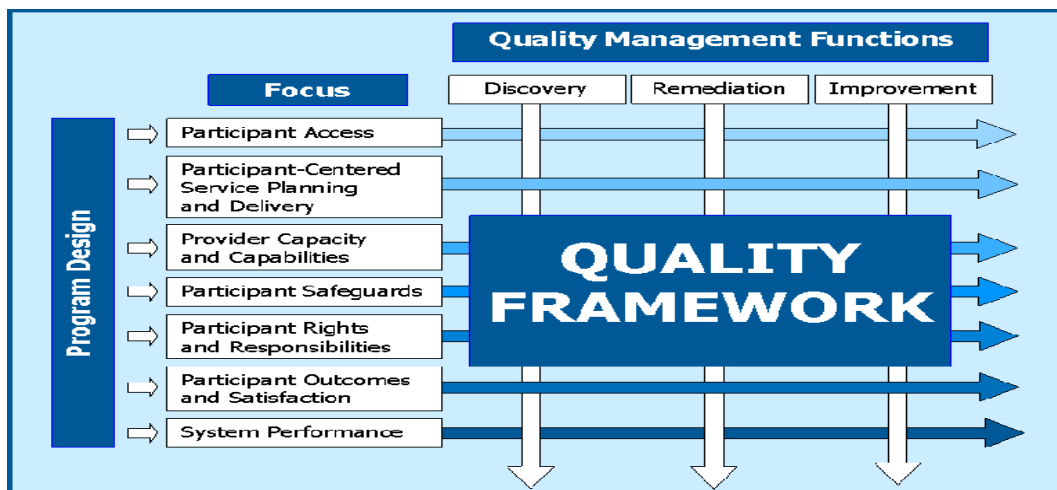 Quality Management Functions
Focus
Discovery
Remediation
Improvement
Program Design
Participant Access
Participant-Centered
Service Planning
and Delivery
Provider Capacity
and Capabilities
Participant Safeguards
Participant Rights
and Responsibilities
Participant Outcomes
and Satisfaction
System Performance
QUALITY
FRAMEWORK